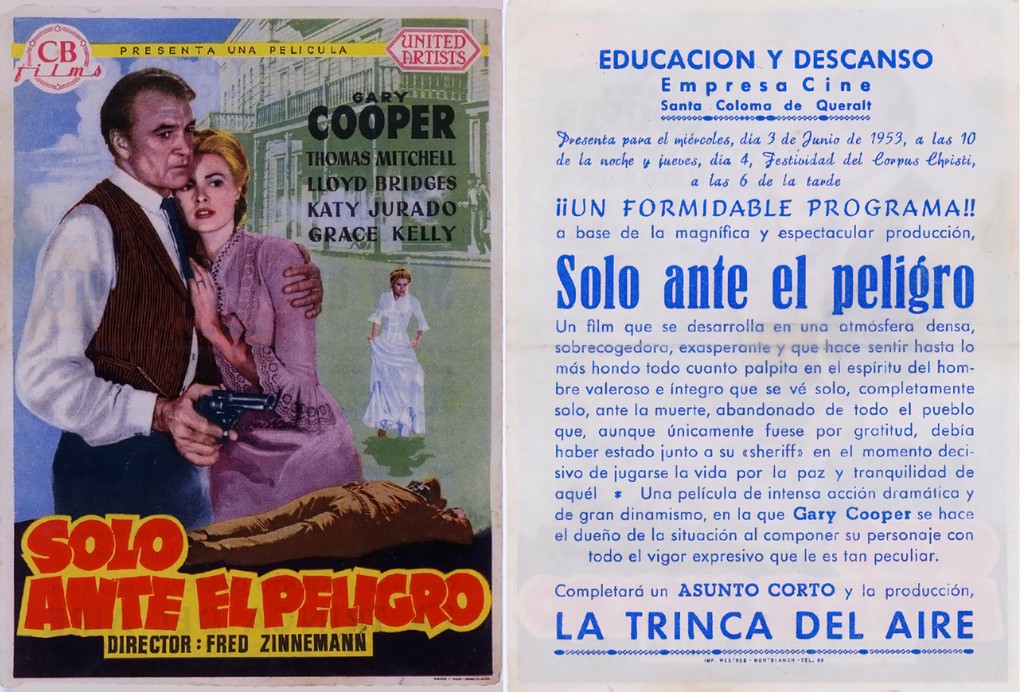 CB
films
PRESENTA UNA PELICULA
UNITED
ARTISTS
GARY
COOPER
THOMAS MITCHELL
LLOYD BRIDGES
KATY JURADO
GRACE KELLY
SOLO
ANTE EL PELIGRO
DIRECTOR: FRED ZINNEMANN
EDUCACION Y DESCANSO
Empresa Cine
Santa Coloma de Queralt
Presenta para el miércoles, día 3 de Junio de 1953, a las 10
de la noche y jueves, día 4, Festividad del Corpus Christi,
a las 6 de la tarde
¡¡UN FORMIDABLE PROGRAMA!!
a base de la magnífica y espectacular producción,
Solo ante el peligro
Un film que se desarrolla en una atmósfera densa,
sobrecogedora, exasperante y que hace sentir hasta lo
más hondo todo cuanto palpita en el espíritu del hom-
bre valeroso e íntegro que se vé solo, completamente
solo, ante la muerte, abandonado de todo el pueblo
que, aunque únicamente fuese por gratitud, debía
haber estado junto a su «sheriff» en el momento deci-
sivo de jugarse la vida por la paz y tranquilidad de
aquél * Una película de intensa acción dramática y
de gran dinamismo, en la que Gary Cooper se hace
el dueño de la situación al componer su personaje con
todo el vigor expresivo que le es tan peculiar.
Completará un ASUNTO CORTO y la producción,
LA TRINCA DEL AIRE
IMP. MESTRES - MONTBLANCH - TEL. 68